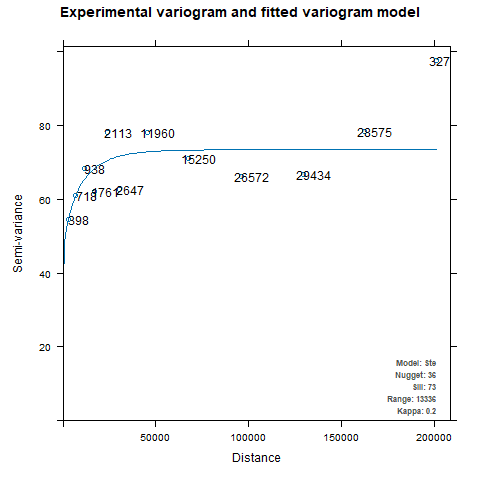 Experimental variogram and fitted variogram model
Semi-variance
80
60
40
20
327
2113
11960
28575
938
15250
26572
29434
718
1761
2647
398
Model: Ste
Nugget: 36
Sill: 73
Range: 13336
Kappa: 0.2
50000
100000
150000
200000
Distance